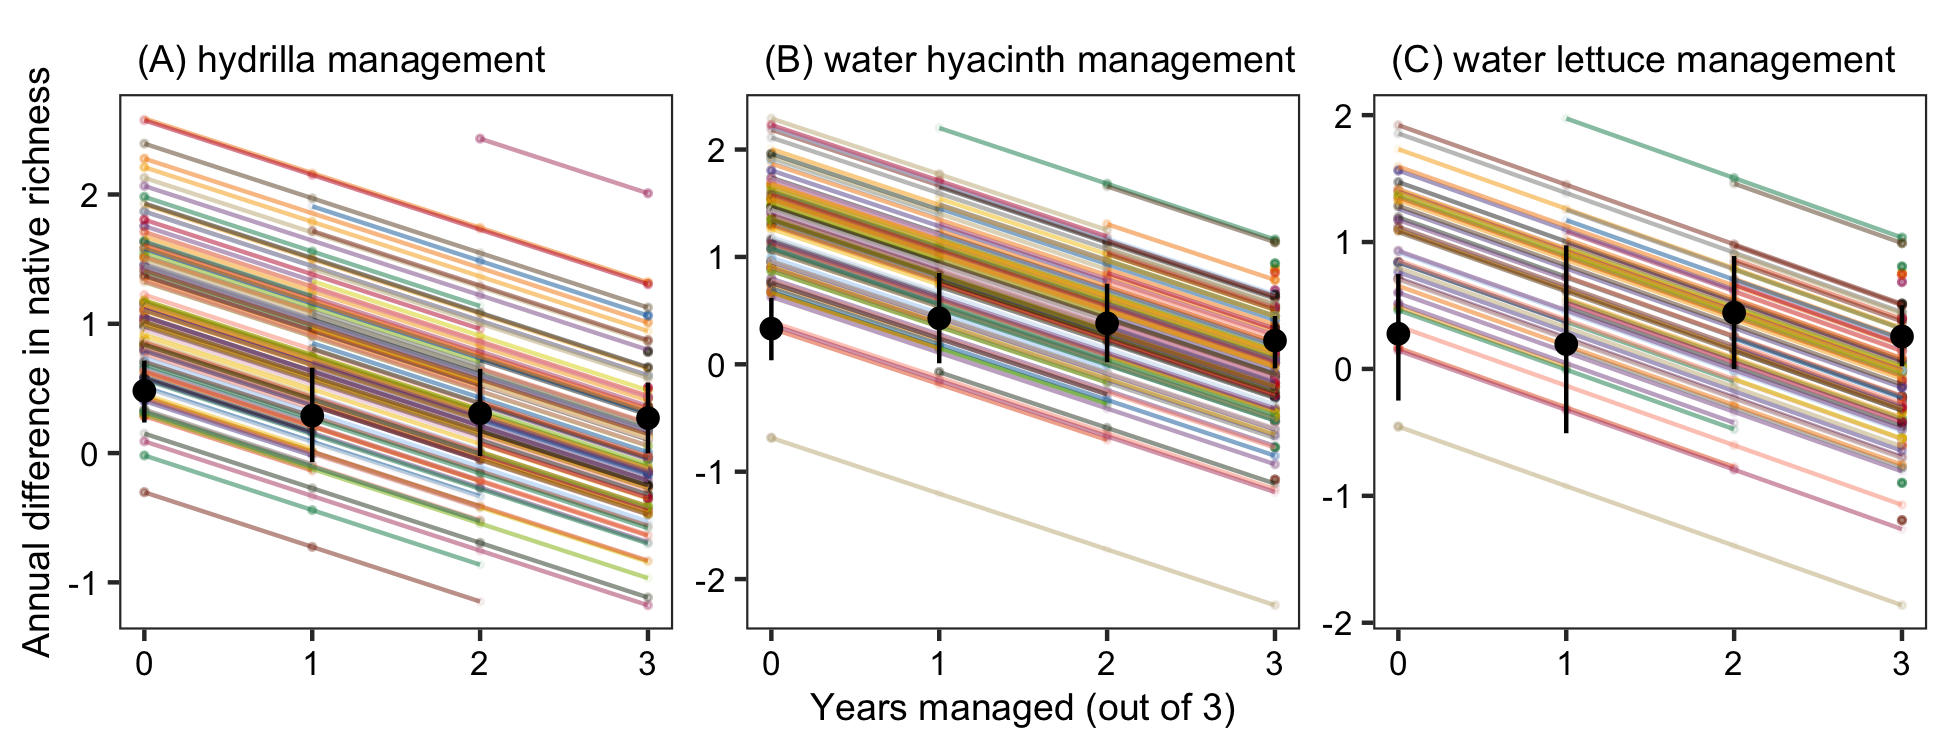 (A) hydrilla management
(B) water hyacinth management
(C) water lettuce management
Annual difference in native richness
2
1
0
-1
0 1 2 3
2
1
0
-1
-2
0 1 2 3
2
1
0
-1
-2
0 1 2 3
Years managed (out of 3)